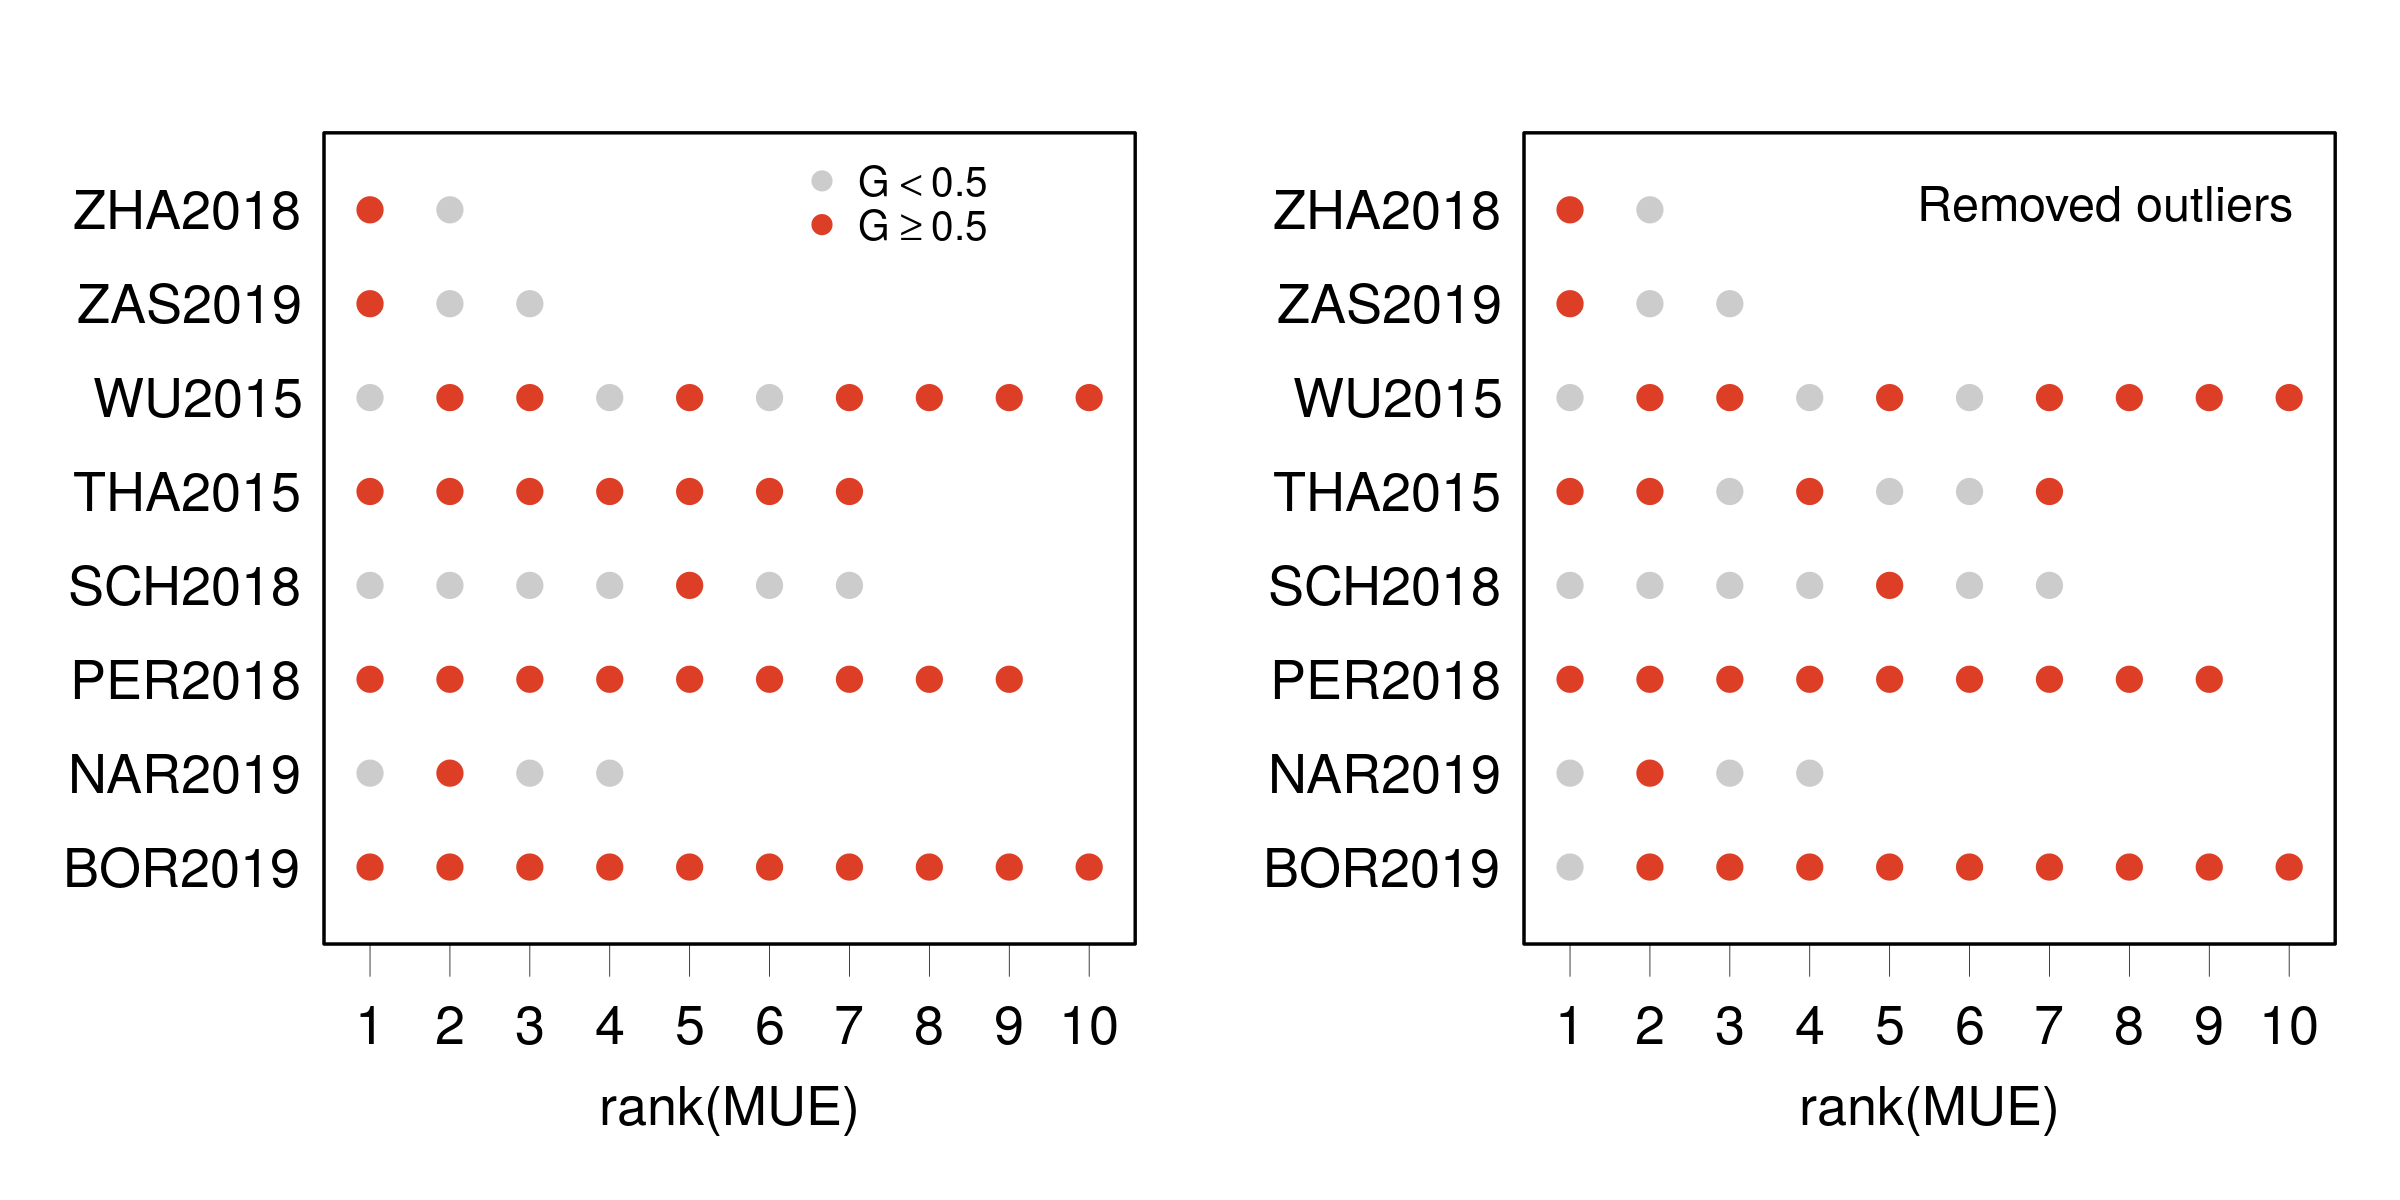 G < 0.5
G ≥ 0.5
ZHA2018
ZAS2019
WU2015
THA2015
SCH2018
PER2018
NAR2019
BOR2019
1 2 3 4 5 6 7 8 9 10
rank(MUE)
Removed outliers
ZHA2018
ZAS2019
WU2015
THA2015
SCH2018
PER2018
NAR2019
BOR2019
1 2 3 4 5 6 7 8 9 10
rank(MUE)